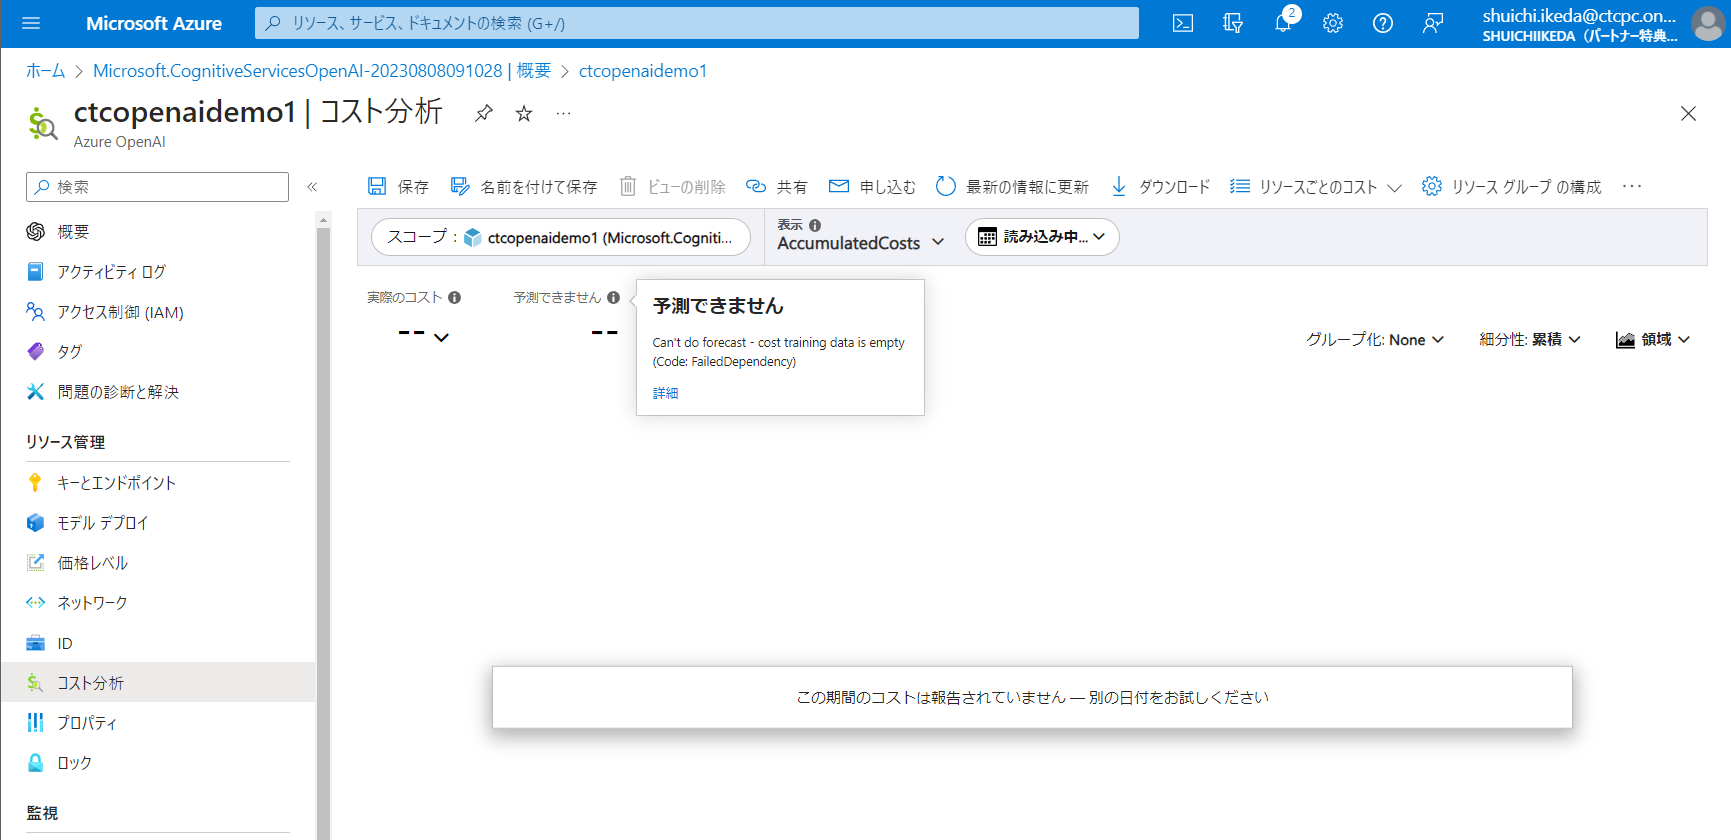 Microsoft Azure
リソース、サービス、ドキュメントの検索 (G+/)
2
shuichi.ikeda@ctcpc.on...
SHUICHIIKEDA（パートナー特典...
ホーム > Microsoft.CognitiveServicesOpenAI-20230808091028 | 概要 > ctcopenaidemo1
ctcopenaidemo1 | コスト分析
Azure OpenAI
検索
概要
アクティビティ ログ
アクセス制御 (IAM)
タグ
問題の診断と解決
リソース管理
キーとエンドポイント
モデル デプロイ
価格レベル
ネットワーク
ID
コスト分析
プロパティ
ロック
監視
保存 名前を付けて保存 ビューの削除 共有 申し込む 最新の情報に更新 ダウンロード リソースごとのコスト リソース グループ の構成
スコープ : ctcopenaidemo1 (Microsoft.Cogniti...
表示
AccumulatedCosts
読み込み中...
実際のコスト
--
予測できません
--
予測できません
Can't do forecast - cost training data is empty
(Code: FailedDependency)
詳細
グループ化: None 細分性: 累積 領域
この期間のコストは報告されていません — 別の日付をお試しください